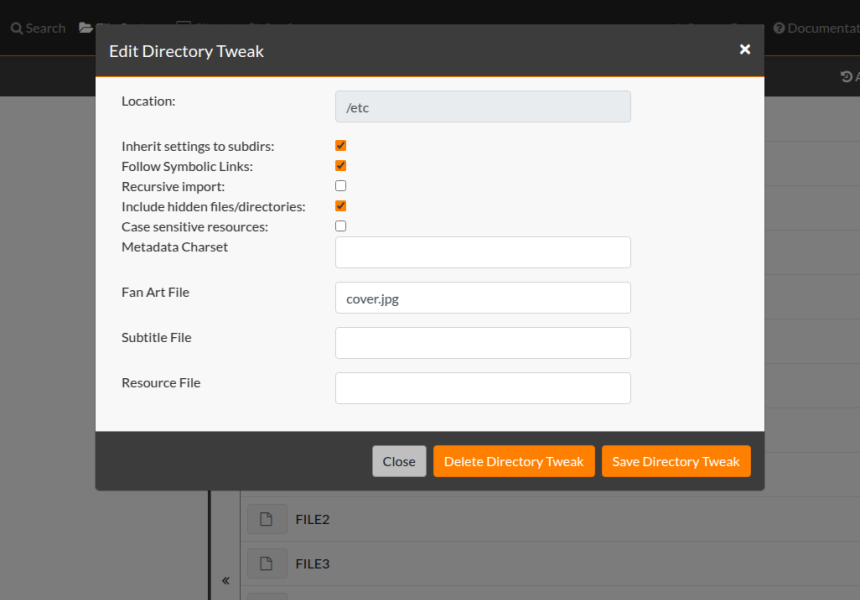 Search
Documentat
Edit Directory Tweak
×
A
Location:
/etc
Inherit settings to subdirs:
Follow Symbolic Links:
Recursive import:
Include hidden files/directories:
Case sensitive resources:
Metadata Charset
Fan Art File
cover.jpg
Subtitle File
Resource File
Close
Delete Directory Tweak
Save Directory Tweak
FILE2
FILE3
«